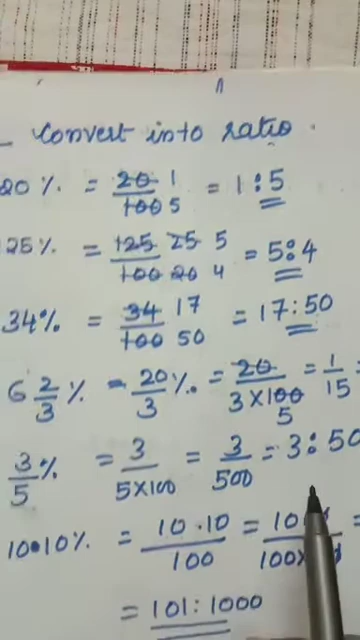 Convert into ratio.
20% = 20/100 1/5 = 1:5
125% = 125/100 25/20 5/4 = 5:4
34% = 34/100 17/50 = 17:50
6 2/3 % = 20/3 % = 20/3×100 5 = 1/15 =
3/5 % = 3/5×100 = 3/500 = 3:50
10.10% = 10.10/100 = 10 / 100× =
= 101:1000